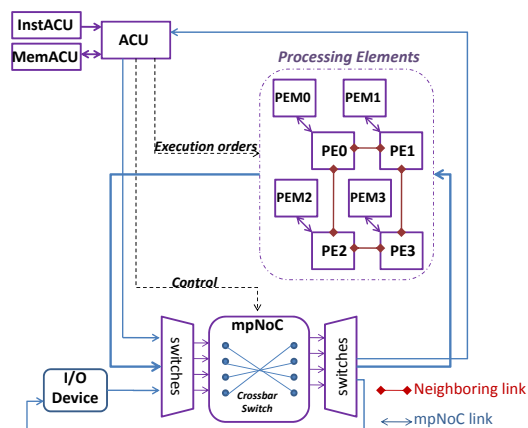 InstACU
ACU
MemACU
Processing Elements
PEM0
PEM1
PE0
PE1
Execution orders
PEM2
PEM3
PE2
PE3
Control
mpNoC
switches
switches
I/O
Device
Crossbar
Switch
Neighboring link
mpNoC link